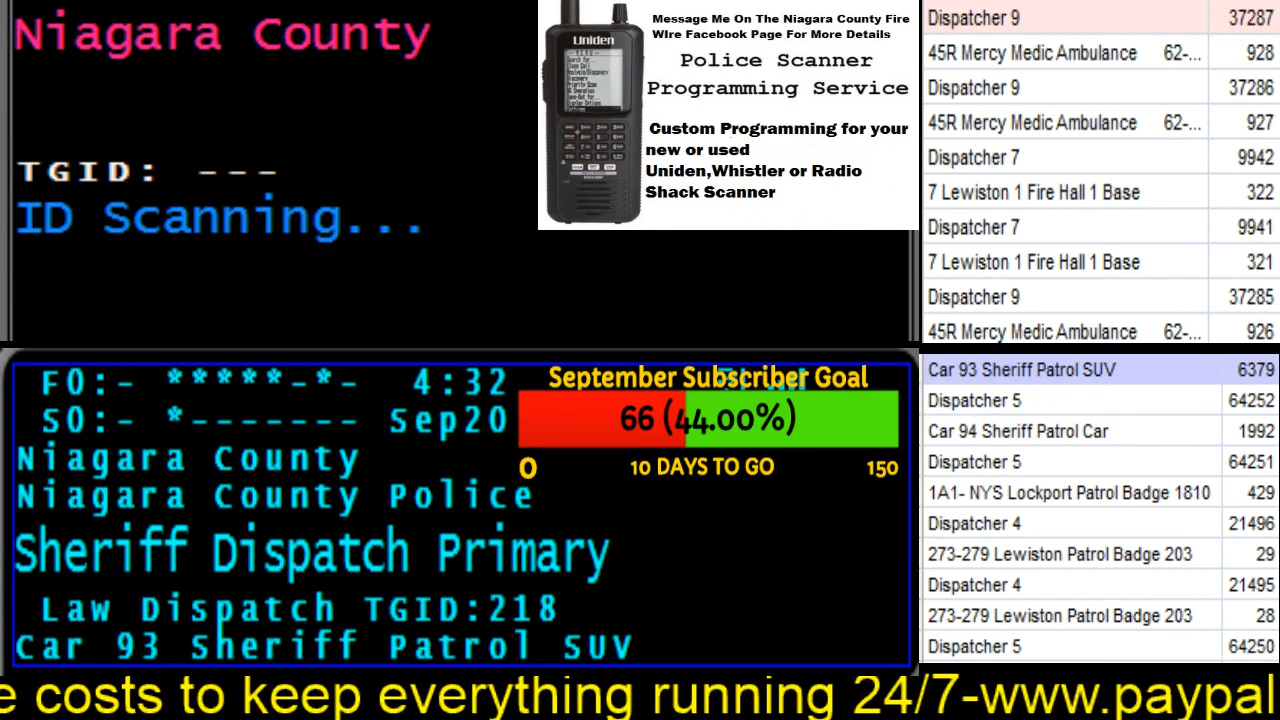 Niagara County
TGID: ---
ID Scanning...
Uniden
Message Me On The Niagara County Fire
WIre Facebook Page For More Details
Police Scanner
Programming Service
Custom Programming for your
new or used
Uniden,Whistler or Radio
Shack Scanner
Dispatcher 9 37287
45R Mercy Medic Ambulance 62-... 928
Dispatcher 9 37286
45R Mercy Medic Ambulance 62-... 927
Dispatcher 7 9942
7 Lewiston 1 Fire Hall 1 Base 322
Dispatcher 7 9941
7 Lewiston 1 Fire Hall 1 Base 321
Dispatcher 9 37285
45R Mercy Medic Ambulance 62-... 926
F0:- *****-*- 4:32
S0:- *------- Sep20
Niagara County
Niagara County Police
Sheriff Dispatch Primary
Law Dispatch TGID:218
Car 93 Sheriff Patrol SUV
September Subscriber Goal
66 (44.00%)
0 10 DAYS TO GO 150
Car 93 Sheriff Patrol SUV 6379
Dispatcher 5 64252
Car 94 Sheriff Patrol Car 1992
Dispatcher 5 64251
1A1- NYS Lockport Patrol Badge 1810 429
Dispatcher 4 21496
273-279 Lewiston Patrol Badge 203 29
Dispatcher 4 21495
273-279 Lewiston Patrol Badge 203 28
Dispatcher 5 64250
e costs to keep everything running 24/7-www.paypal